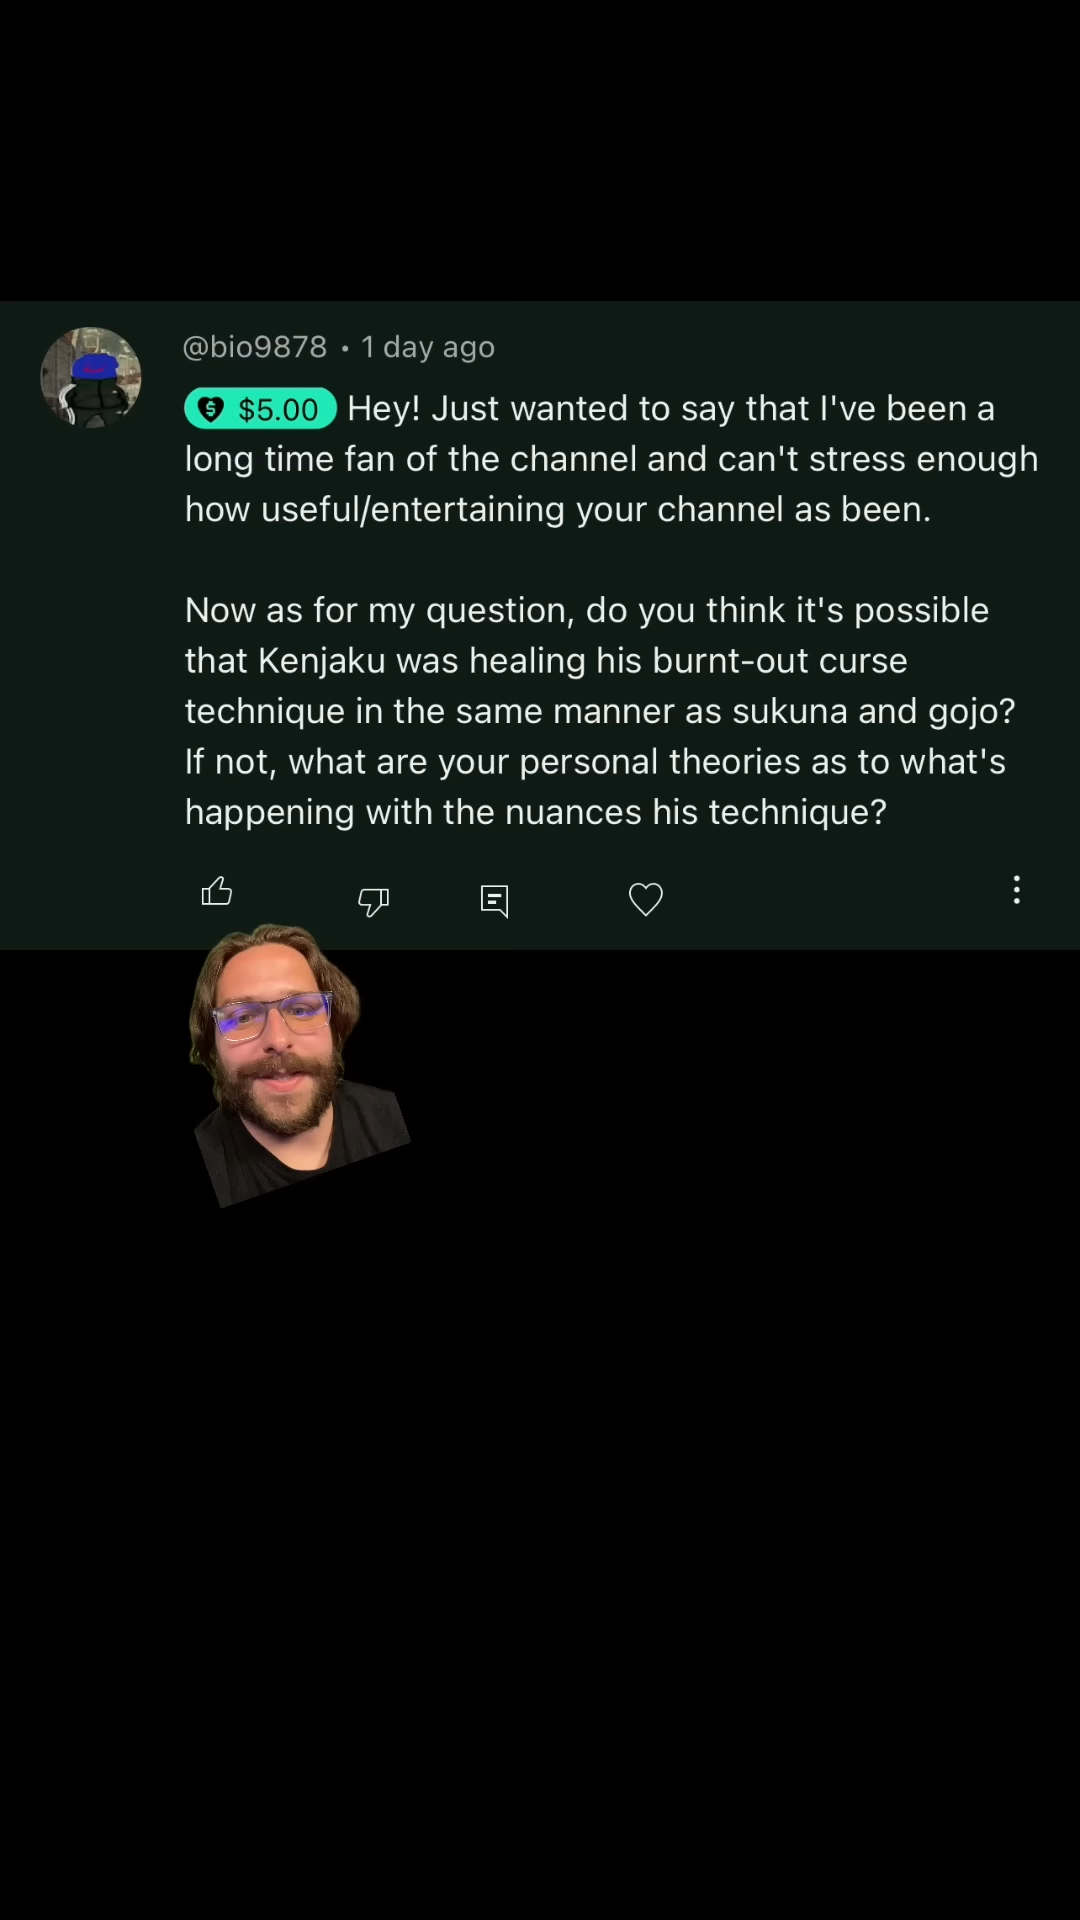 @bio9878 • 1 day ago
$5.00 Hey! Just wanted to say that I've been a
long time fan of the channel and can't stress enough
how useful/entertaining your channel as been.
Now as for my question, do you think it's possible
that Kenjaku was healing his burnt-out curse
technique in the same manner as sukuna and gojo?
If not, what are your personal theories as to what's
happening with the nuances his technique?